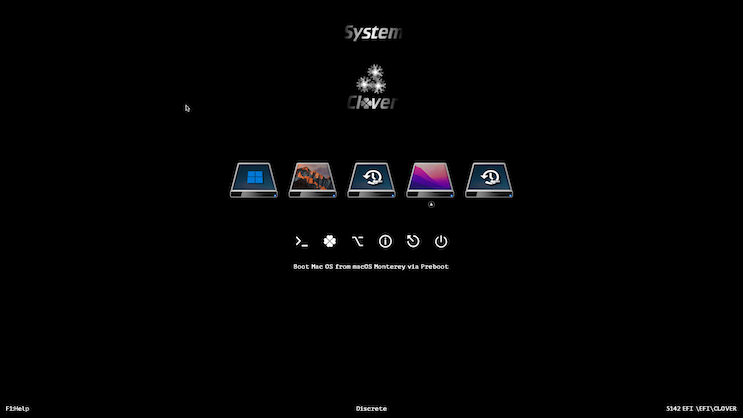 System
Clover
Boot Mac OS from macOS Monterey via Preboot
F1:Help
Discrete
5142 EFI \EFI\CLOVER